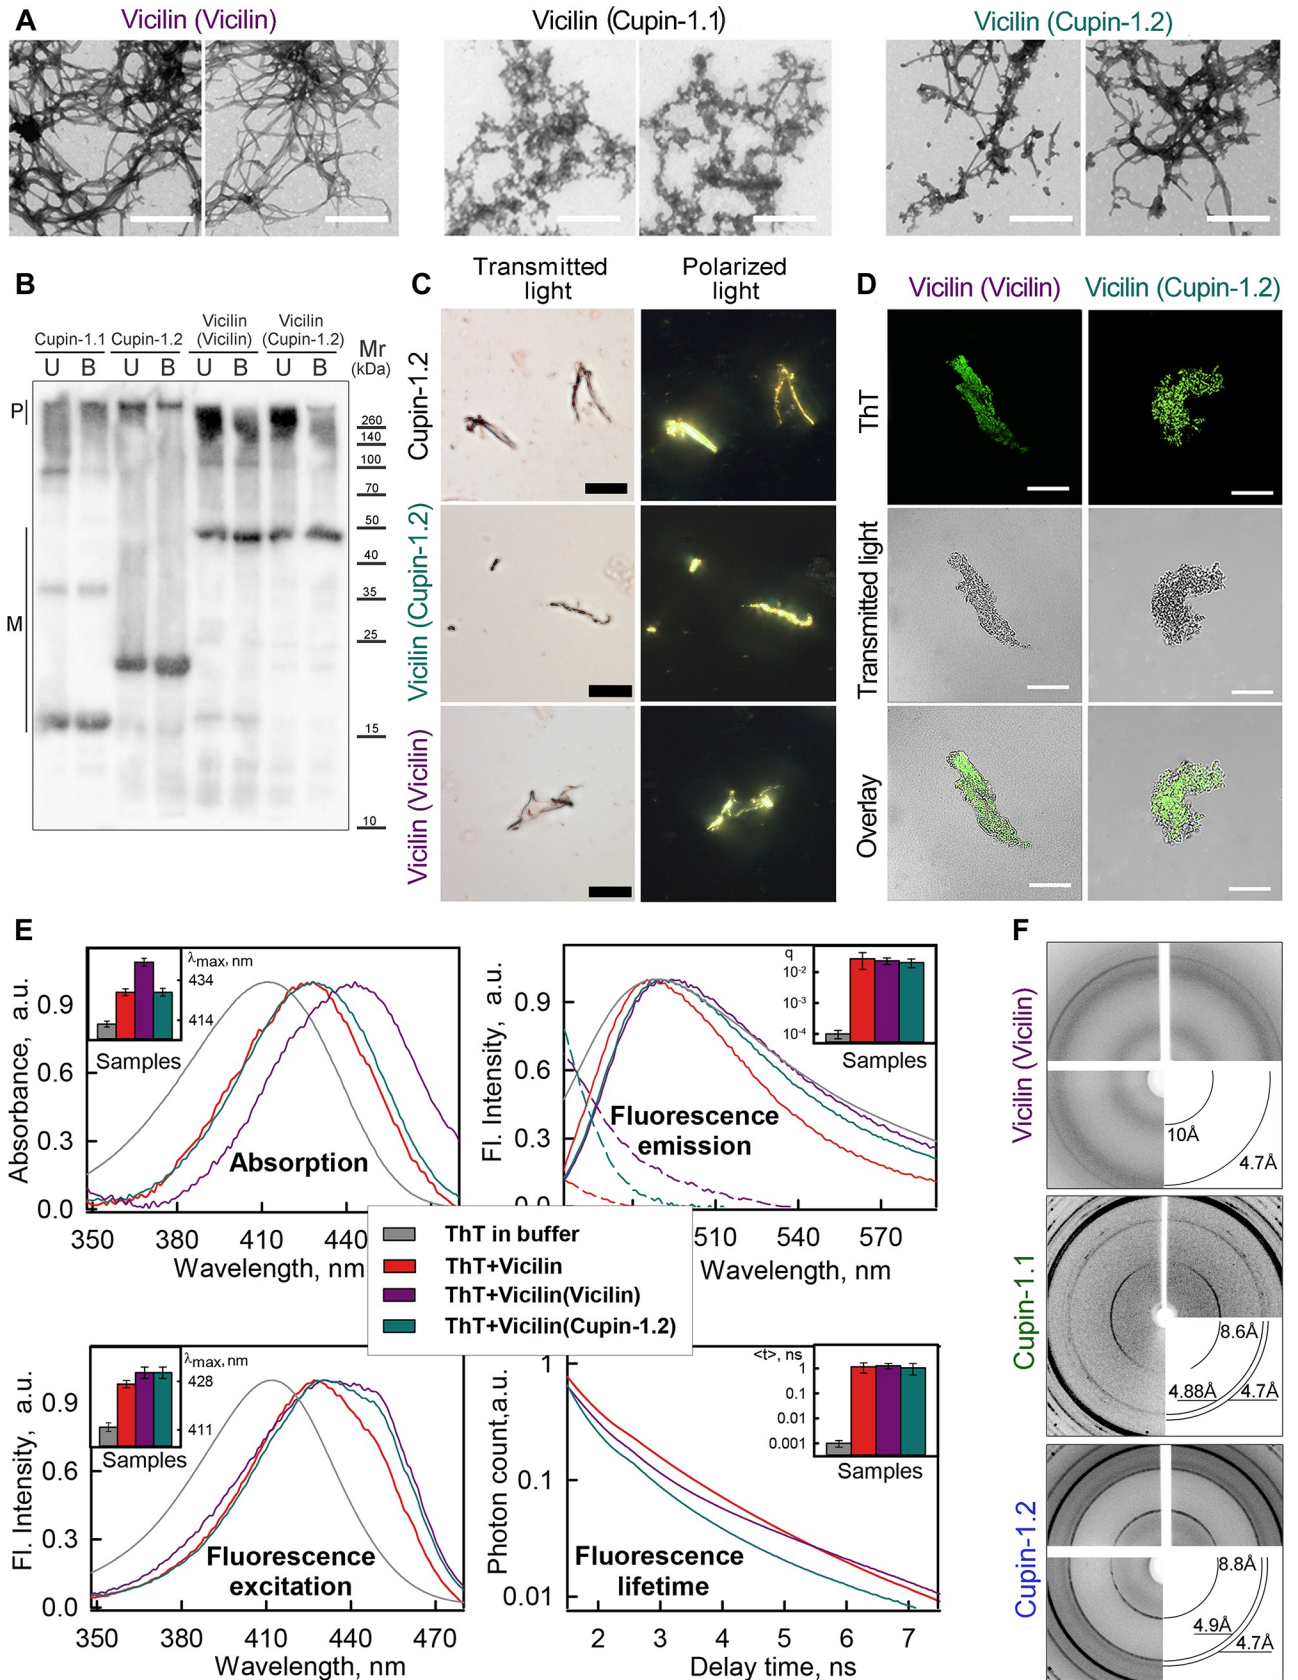 A
Vicilin (Vicilin)
Vicilin (Cupin-1.1)
Vicilin (Cupin-1.2)
B
Cupin-1.1
Cupin-1.2
Vicilin
(Vicilin)
Vicilin
(Cupin-1.2)
Mr
(kDa)
U B U B U B U B
P
M
260
140
100
70
50
40
35
25
15
10
C
Transmitted
light
Polarized
light
Cupin-1.2
Vicilin (Cupin-1.2)
Vicilin (Vicilin)
D
Vicilin (Vicilin)
Vicilin (Cupin-1.2)
ThT
Transmitted light
Overlay
E
Absorbance, a.u.
0.9
0.6
0.3
0.0
λmax, nm
434
414
Samples
Absorption
350 380 410 440
Wavelength, nm
Fl. Intensity, a.u.
0.9
0.6
0.3
0.0
q
10-2
10-3
10-4
Samples
Fluorescence
emission
510 540 570
Wavelength, nm
ThT in buffer
ThT+Vicilin
ThT+Vicilin(Vicilin)
ThT+Vicilin(Cupin-1.2)
Fl. Intensity, a.u.
0.9
0.6
0.3
0.0
λmax, nm
428
411
Samples
Fluorescence
excitation
350 380 410 440 470
Wavelength, nm
Photon count,a.u.
1
0.1
0.01
<t>, ns
1
0.1
0.01
0.001
Samples
Fluorescence
lifetime
2 3 4 5 6 7
Delay time, ns
F
Vicilin (Vicilin)
10Å
4.7Å
Cupin-1.1
8.6Å
4.88Å
4.7Å
Cupin-1.2
8.8Å
4.9Å
4.7Å